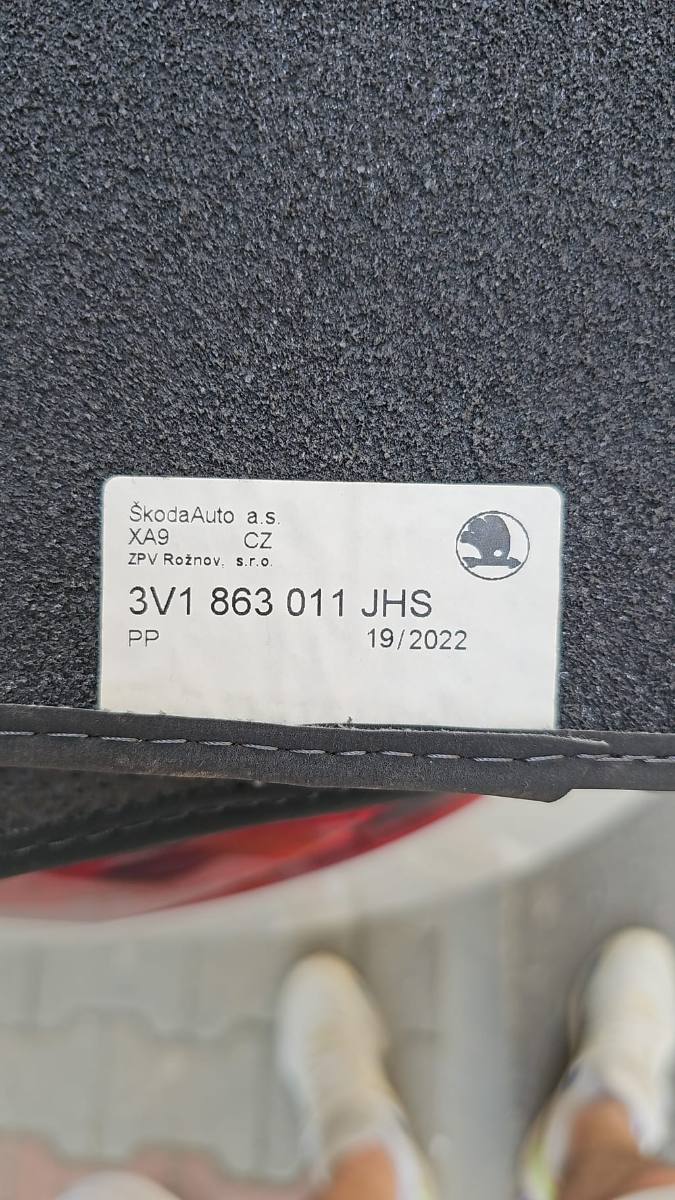 ŠkodaAuto a.s.
XA9 CZ
ZPV Rožnov, s.r.o.
3V1 863 011 JHS
PP 19/2022